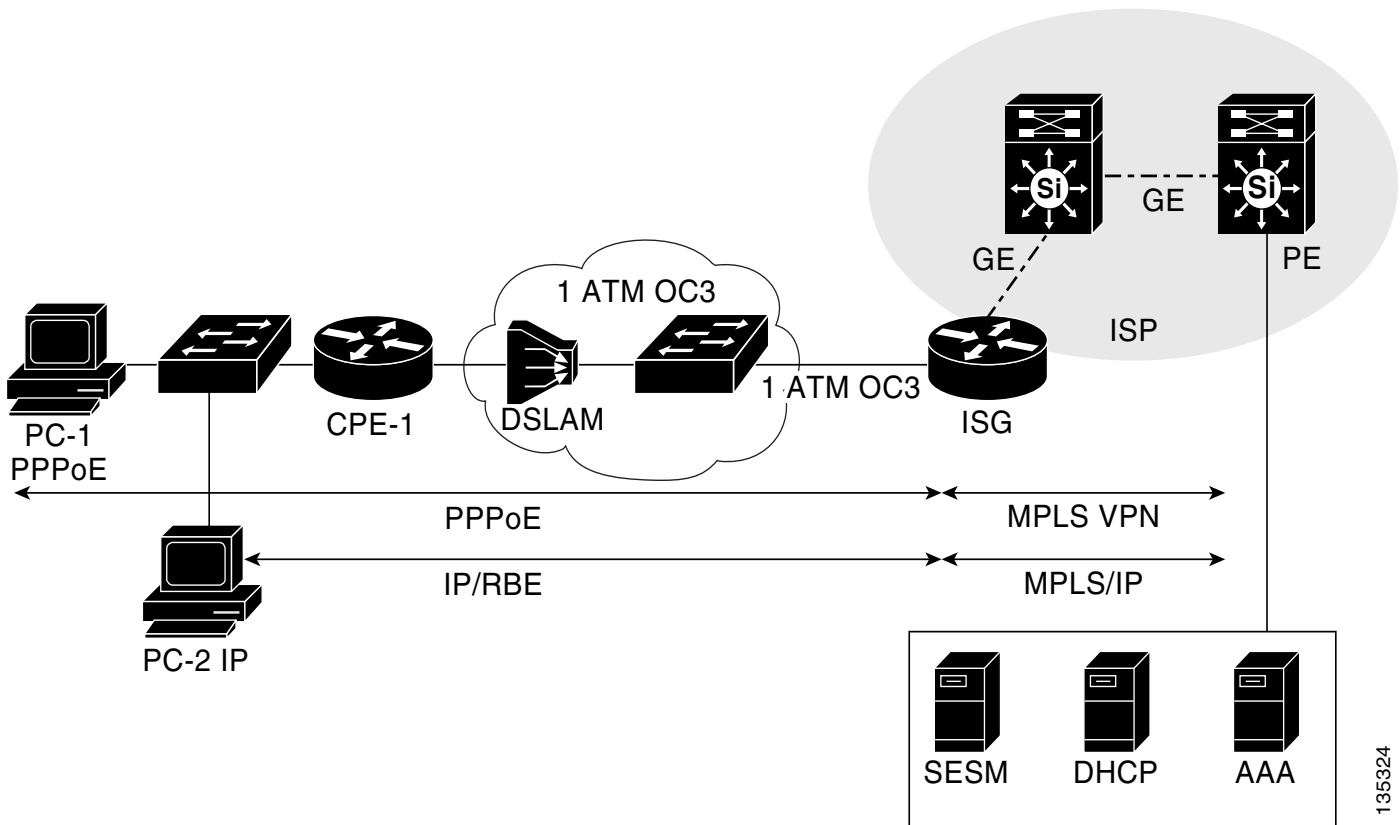 Si
Si
GE
GE
PE
1 ATM OC3
ISP
1 ATM OC3
DSLAM
CPE-1
ISG
PC-1
PPPoE
PPPoE
MPLS VPN
IP/RBE
MPLS/IP
PC-2 IP
SESM
DHCP
AAA
135324